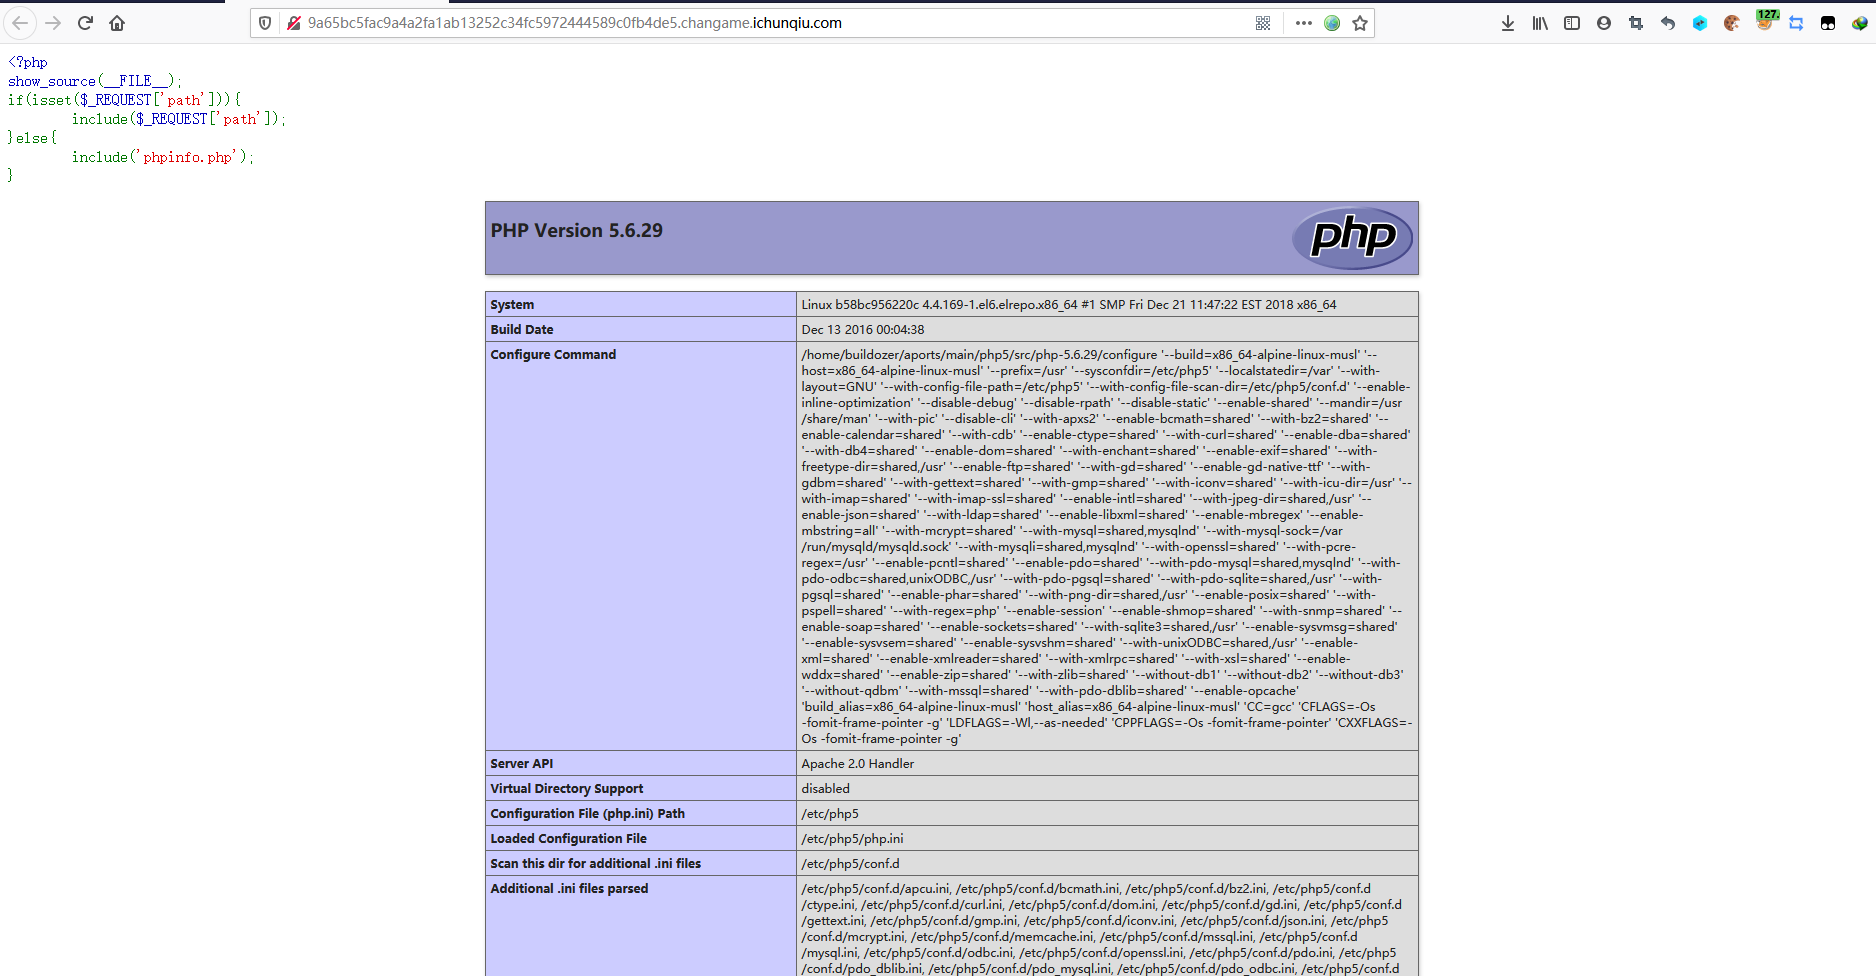 9a65bc5fac9a4a2fa1ab13252c34fc5972444589c0fb4de5.changame.ichunqiu.com
127.
<?php
show_source(__FILE__);
if(isset($_REQUEST['path'])){
include($_REQUEST['path']);
}else{
include('phpinfo.php');
}
PHP Version 5.6.29
php
System
Linux b58bc956220c 4.4.169-1.el6.elrepo.x86_64 #1 SMP Fri Dec 21 11:47:22 EST 2018 x86_64
Build Date
Dec 13 2016 00:04:38
Configure Command
/home/buildozer/aports/main/php5/src/php-5.6.29/configure '--build=x86_64-alpine-linux-musl' '--
host=x86_64-alpine-linux-musl' '--prefix=/usr' '--sysconfdir=/etc/php5' '--localstatedir=/var' '--with-
layout=GNU' '--with-config-file-path=/etc/php5' '--with-config-file-scan-dir=/etc/php5/conf.d' '--enable-
inline-optimization' '--disable-debug' '--disable-rpath' '--disable-static' '--enable-shared' '--mandir=/usr
/share/man' '--with-pic' '--disable-cli' '--with-apxs2' '--enable-bcmath=shared' '--with-bz2=shared' '--
enable-calendar=shared' '--with-cdb' '--enable-ctype=shared' '--with-curl=shared' '--enable-dba=shared'
'--with-db4=shared' '--enable-dom=shared' '--with-enchant=shared' '--enable-exif=shared' '--with-
freetype-dir=shared,/usr' '--enable-ftp=shared' '--with-gd=shared' '--enable-gd-native-ttf' '--with-
gdbm=shared' '--with-gettext=shared' '--with-gmp=shared' '--with-iconv=shared' '--with-icu-dir=/usr' '--
with-imap=shared' '--with-imap-ssl=shared' '--enable-intl=shared' '--with-jpeg-dir=shared,/usr' '--
enable-json=shared' '--with-ldap=shared' '--enable-libxml=shared' '--enable-mbregex' '--enable-
mbstring=all' '--with-mcrypt=shared' '--with-mysql=shared,mysqlnd' '--with-mysql-sock=/var
/run/mysqld/mysqld.sock' '--with-mysqli=shared,mysqlnd' '--with-openssl=shared' '--with-pcre-
regex=/usr' '--enable-pcntl=shared' '--enable-pdo=shared' '--with-pdo-mysql=shared,mysqlnd' '--with-
pdo-odbc=shared,unixODBC,/usr' '--with-pdo-pgsql=shared' '--with-pdo-sqlite=shared,/usr' '--with-
pgsql=shared' '--enable-phar=shared' '--with-png-dir=shared,/usr' '--enable-posix=shared' '--with-
pspell=shared' '--with-regex=php' '--enable-session' '--enable-shmop=shared' '--with-snmp=shared' '--
enable-soap=shared' '--enable-sockets=shared' '--with-sqlite3=shared,/usr' '--enable-sysvmsg=shared'
'--enable-sysvsem=shared' '--enable-sysvshm=shared' '--with-unixODBC=shared,/usr' '--enable-
xml=shared' '--enable-xmlreader=shared' '--with-xmlrpc=shared' '--with-xsl=shared' '--enable-
wddx=shared' '--enable-zip=shared' '--with-zlib=shared' '--without-db1' '--without-db2' '--without-db3'
'--without-qdbm' '--with-mssql=shared' '--with-pdo-dblib=shared' '--enable-opcache'
'build_alias=x86_64-alpine-linux-musl' 'host_alias=x86_64-alpine-linux-musl' 'CC=gcc' 'CFLAGS=-Os
-fomit-frame-pointer -g' 'LDFLAGS=-Wl,--as-needed' 'CPPFLAGS=-Os -fomit-frame-pointer' 'CXXFLAGS=-
Os -fomit-frame-pointer -g'
Server API
Apache 2.0 Handler
Virtual Directory Support
disabled
Configuration File (php.ini) Path
/etc/php5
Loaded Configuration File
/etc/php5/php.ini
Scan this dir for additional .ini files
/etc/php5/conf.d
Additional .ini files parsed
/etc/php5/conf.d/apcu.ini, /etc/php5/conf.d/bcmath.ini, /etc/php5/conf.d/bz2.ini, /etc/php5/conf.d
/ctype.ini, /etc/php5/conf.d/curl.ini, /etc/php5/conf.d/dom.ini, /etc/php5/conf.d/gd.ini, /etc/php5/conf.d
/gettext.ini, /etc/php5/conf.d/gmp.ini, /etc/php5/conf.d/iconv.ini, /etc/php5/conf.d/json.ini, /etc/php5
/conf.d/mcrypt.ini, /etc/php5/conf.d/memcache.ini, /etc/php5/conf.d/mssql.ini, /etc/php5/conf.d
/mysql.ini, /etc/php5/conf.d/odbc.ini, /etc/php5/conf.d/openssl.ini, /etc/php5/conf.d/pdo.ini, /etc/php5
/conf.d/pdo_dblib.ini, /etc/php5/conf.d/pdo_mysql.ini, /etc/php5/conf.d/pdo_odbc.ini, /etc/php5/conf.d